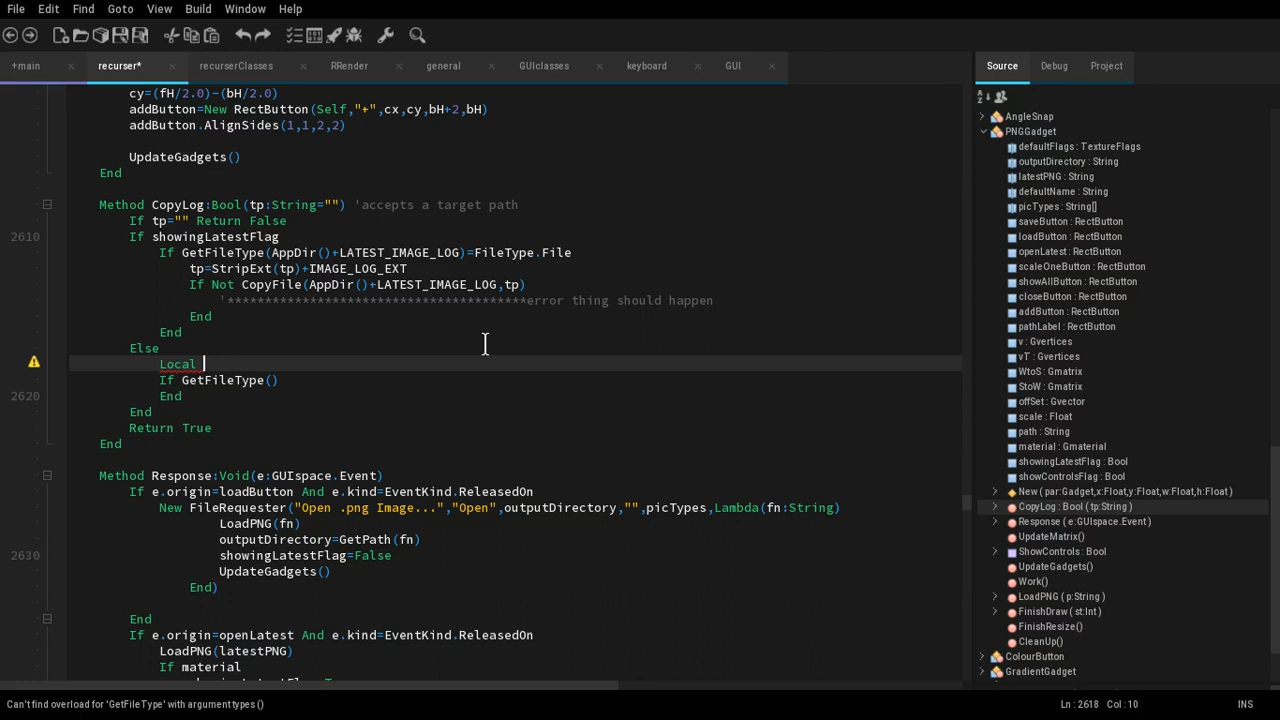 File Edit Find Goto Build Window Help
+main recurser* recurserClasses RRender general GUIclasses keyboard GUI
Source Debug Project
cy=(fH/2.0)-(bH/2.0)
addButton=New RectButton(Self,"+",cx,cy,bH+2,bH)
addButton.AlignSides(1,1,2,2)
UpdateGadgets()
End
Method CopyLog:Bool(tp:String="") 'accepts a target path
If tp="" Return False
2610 If showingLatestFlag
If GetFileType(AppDir()+LATEST_IMAGE_LOG)=FileType.File
tp=StripExt(tp)+IMAGE_LOG_EXT
If Not CopyFile(AppDir()+LATEST_IMAGE_LOG,tp)
'****************************************error thing should happen
End
End
Else
Local
If GetFileType()
2620 End
End
Return True
End
Method Response:Void(e:GUIspace.Event)
If e.origin=loadButton And e.kind=EventKind.ReleasedOn
New FileRequester("Open .png Image...","Open",outputDirectory,"",picTypes,Lambda(fn:String)
LoadPNG(fn)
outputDirectory=GetPath(fn)
2630 showingLatestFlag=False
UpdateGadgets()
End)
End
If e.origin=openLatest And e.kind=EventKind.ReleasedOn
LoadPNG(latestPNG)
If material
AngleSnap
PNGGadget
defaultFlags : TextureFlags
outputDirectory : String
latestPNG : String
defaultName : String
picTypes : String[]
saveButton : RectButton
loadButton : RectButton
openLatest : RectButton
scaleOneButton : RectButton
showAllButton : RectButton
closeButton : RectButton
addButton : RectButton
pathLabel : RectButton
v : Gvertices
vT : Gvertices
WtoS : Gmatrix
StoW : Gmatrix
offSet : Gvector
scale : Float
path : String
material : Gmaterial
showingLatestFlag : Bool
showControlsFlag : Bool
New ( par:Gadget,x:Float,y:Float,w:Float,h:Float )
CopyLog : Bool ( tp:String )
Response ( e:GUIspace.Event )
UpdateMatrix()
ShowControls : Bool
UpdateGadgets()
Work()
LoadPNG ( p:String )
FinishDraw ( st:Int )
FinishResize()
CleanUp()
ColourButton
GradientGadget
Can't find overload for 'GetFileType' with argument types () Ln : 2618 Col : 10 INS